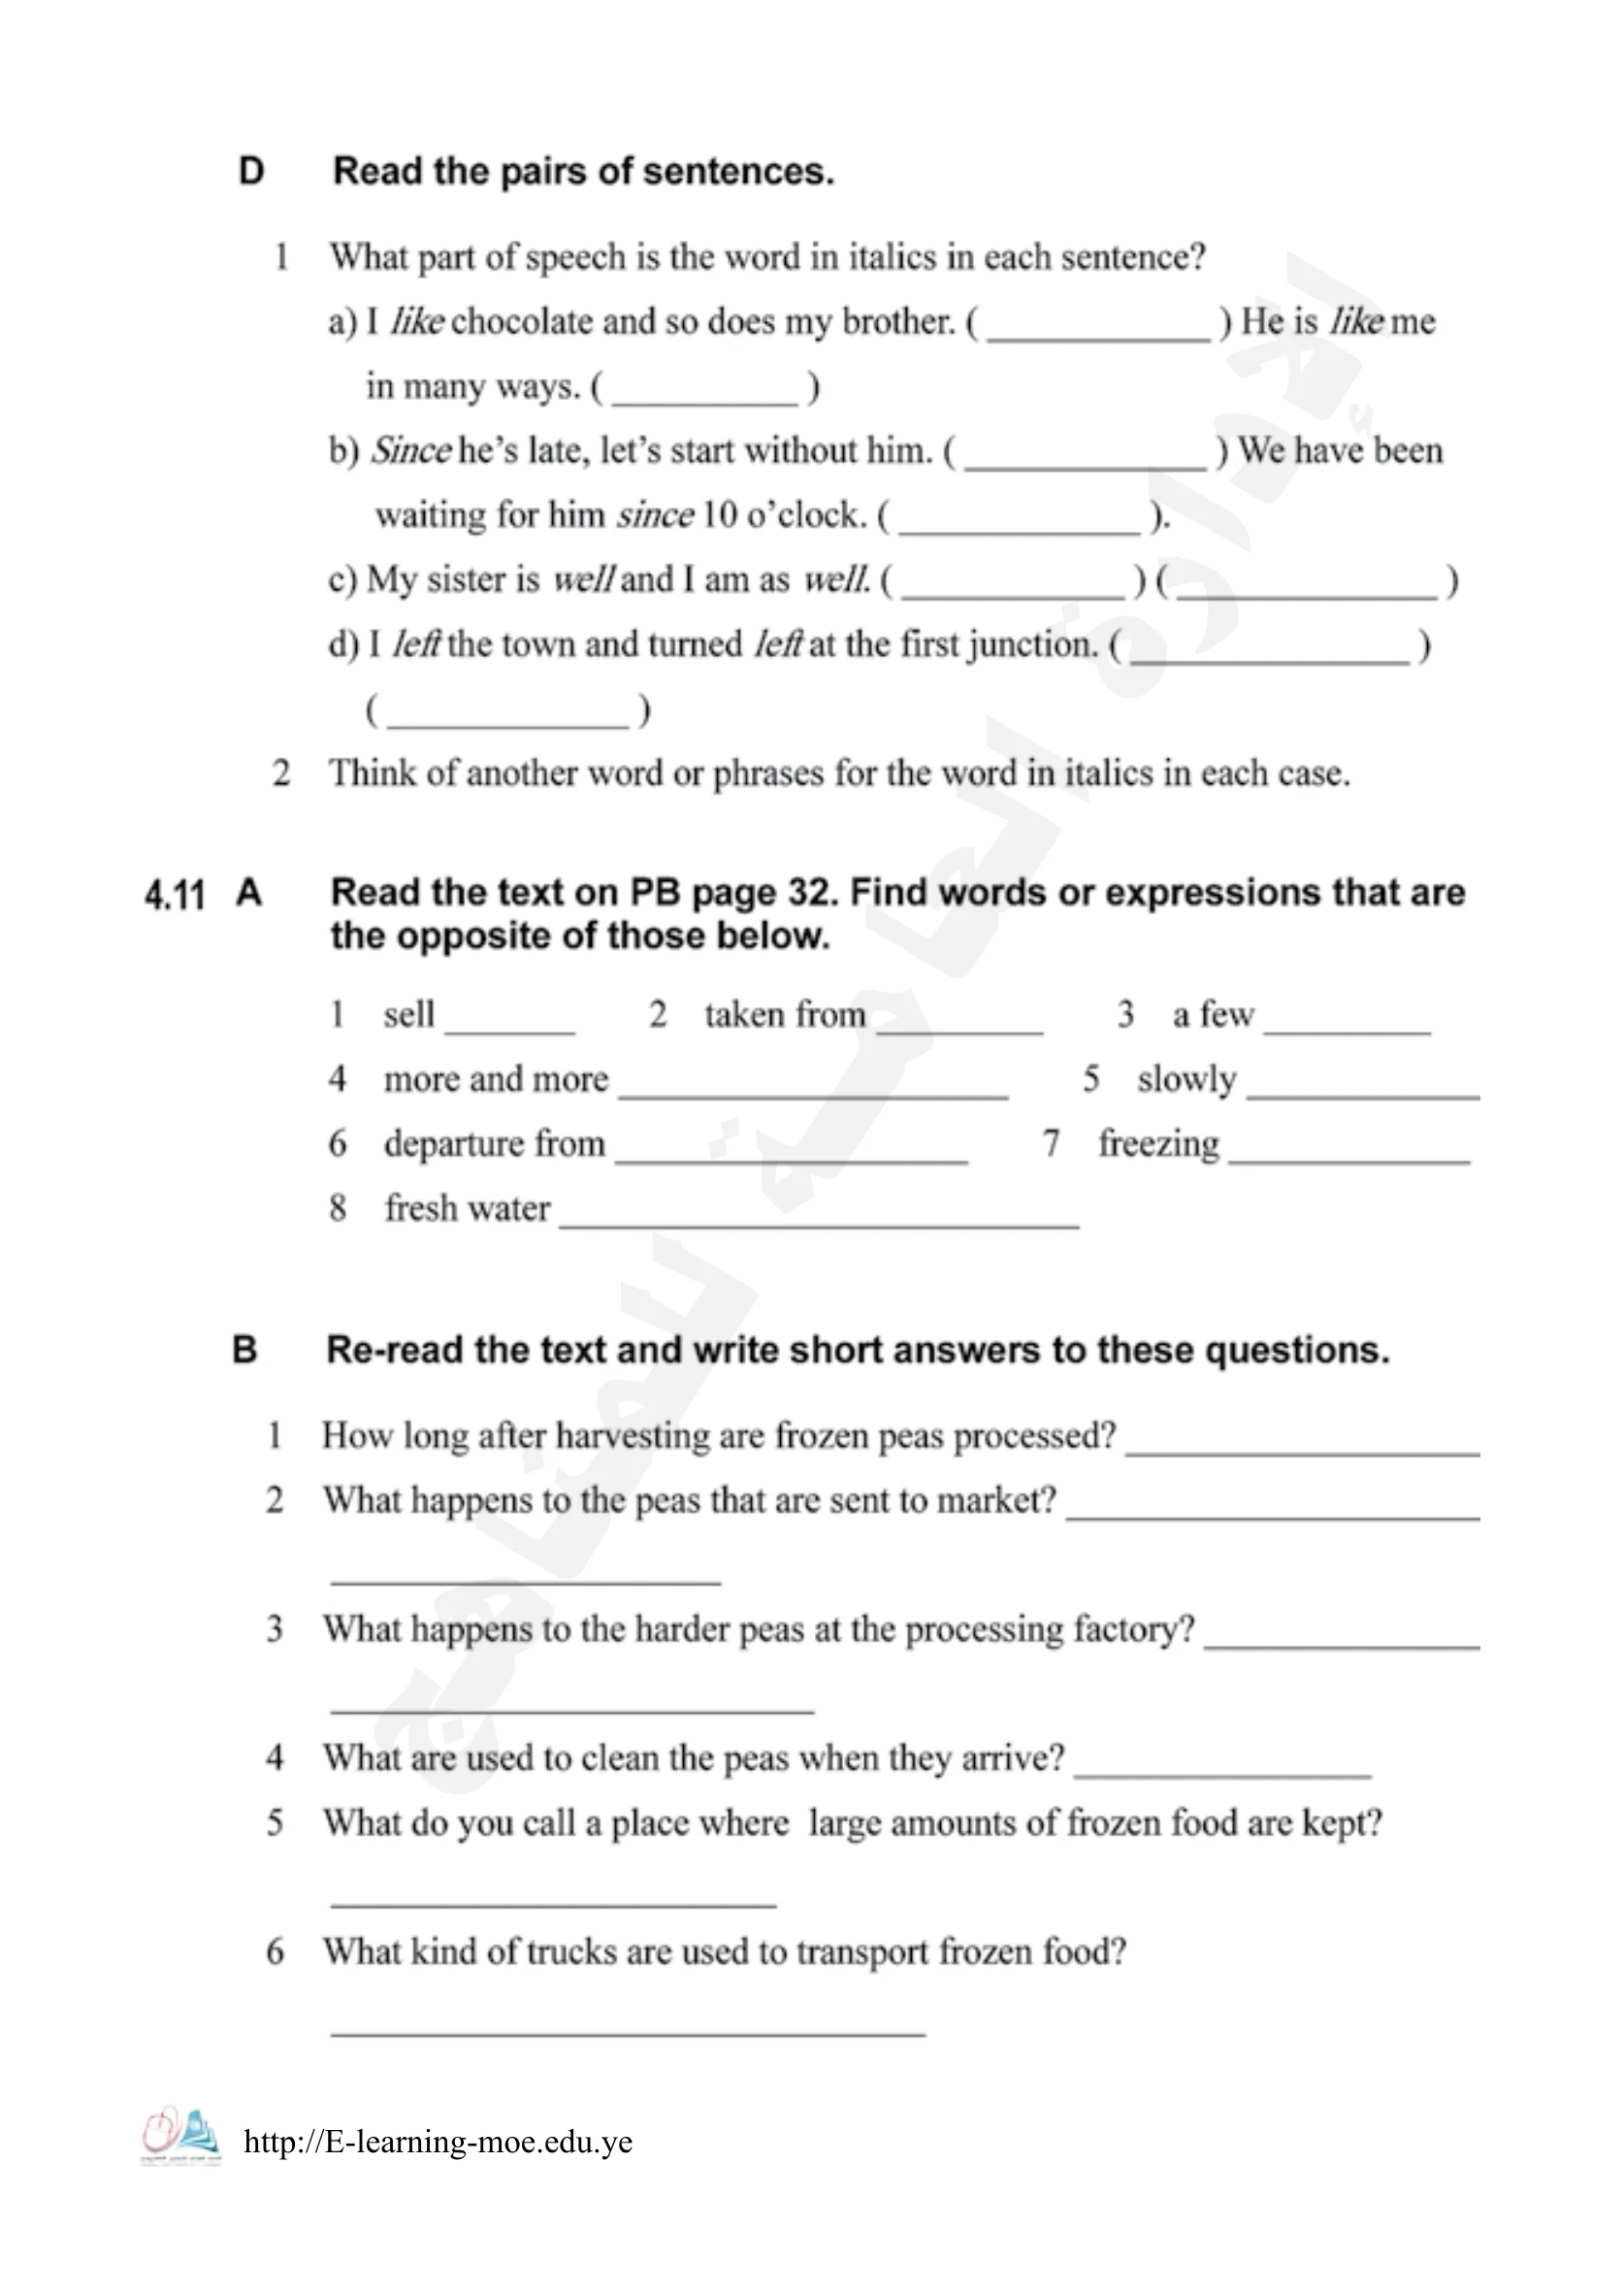 D Read the pairs of sentences.
1 What part of speech is the word in italics in each sentence?
a) I like chocolate and so does my brother. ( ____________ ) He is like me
in many ways. ( __________ )
b) Since he’s late, let’s start without him. ( _____________ ) We have been
waiting for him since 10 o’clock. ( _____________ ).
c) My sister is well and I am as well. ( ____________ ) ( ______________ )
d) I left the town and turned left at the first junction. ( _______________ )
( _____________ )
2 Think of another word or phrases for the word in italics in each case.
4.11 A Read the text on PB page 32. Find words or expressions that are
the opposite of those below.
1 sell _______ 2 taken from _________ 3 a few _________
4 more and more _____________________ 5 slowly _____________
6 departure from ___________________ 7 freezing _____________
8 fresh water ____________________________
B Re-read the text and write short answers to these questions.
1 How long after harvesting are frozen peas processed? ___________________
2 What happens to the peas that are sent to market? ______________________
_____________________
3 What happens to the harder peas at the processing factory? _______________
__________________________
4 What are used to clean the peas when they arrive? ________________
5 What do you call a place where large amounts of frozen food are kept?
________________________
6 What kind of trucks are used to transport frozen food?
________________________________
http://E-learning-moe.edu.ye
الإدارة العامة للمناهج